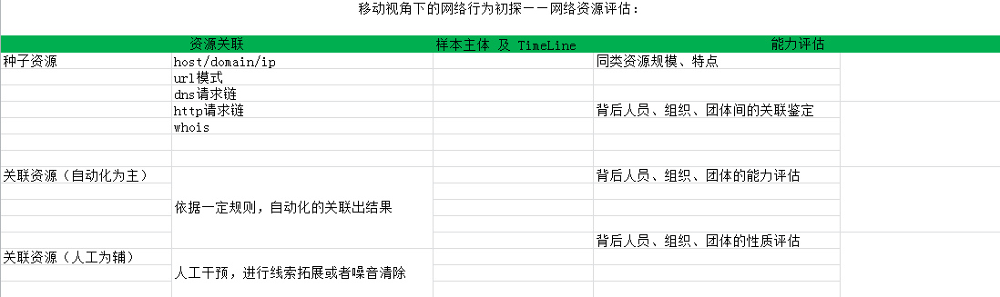 移动视角下的网络行为初探——网络资源评估：
资源关联 样本主体 及 TimeLine 能力评估
种子资源 host/domain/ip 同类资源规模、特点
url模式
dns请求链
http请求链 背后人员、组织、团体间的关联鉴定
whois
关联资源（自动化为主） 背后人员、组织、团体的能力评估
依据一定规则，自动化的关联出结果
背后人员、组织、团体的性质评估
关联资源（人工为辅）
人工干预，进行线索拓展或者噪音清除